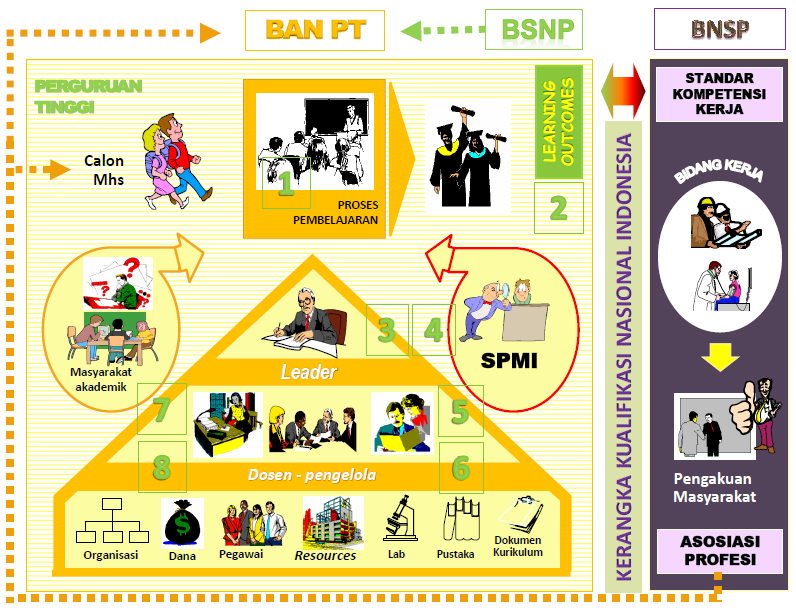 BAN PT
BSNP
BNSP
PERGURUAN
TINGGI
Calon
Mhs
1
PROSES
PEMBELAJARAN
LEARNING
OUTCOMES
2
KERANGKA KUALIFIKASI NASIONAL INDONESIA
STANDAR
KOMPETENSI
KERJA
BIDANG KERJA
Masyarakat
akademik
3
4
SPMI
Leader
7
5
8
6
Dosen - pengelola
Organisasi
Dana
Pegawai
Resources
Lab
Pustaka
Dokumen
Kurikulum
Pengakuan
Masyarakat
ASOSIASI
PROFESI